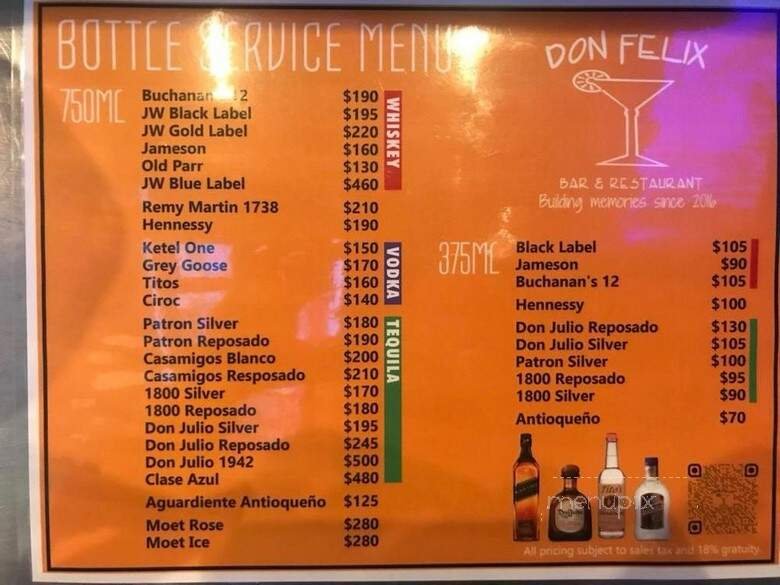 BOTTLE SERVICE MENU
750ML
Buchanan's 12 $190
JW Black Label $195
JW Gold Label $220
Jameson $160
Old Parr $130
JW Blue Label $460
WHISKEY
Remy Martin 1738 $210
Hennessy $190
Ketel One $150
Grey Goose $170
Titos $160
Ciroc $140
VODKA
Patron Silver $180
Patron Reposado $190
Casamigos Blanco $200
Casamigos Resposado $210
1800 Silver $170
1800 Reposado $180
Don Julio Silver $195
Don Julio Reposado $245
Don Julio 1942 $500
Clase Azul $480
TEQUILA
Aguardiente Antioqueño $125
Moet Rose $280
Moet Ice $280
DON FELIX
BAR & RESTAURANT
Building memories since 2016
375ML
Black Label $105
Jameson $90
Buchanan's 12 $105
Hennessy $100
Don Julio Reposado $130
Don Julio Silver $105
Patron Silver $100
1800 Reposado $95
1800 Silver $90
Antioqueño $70
menupix
All pricing subject to sales tax and 18% gratuity.